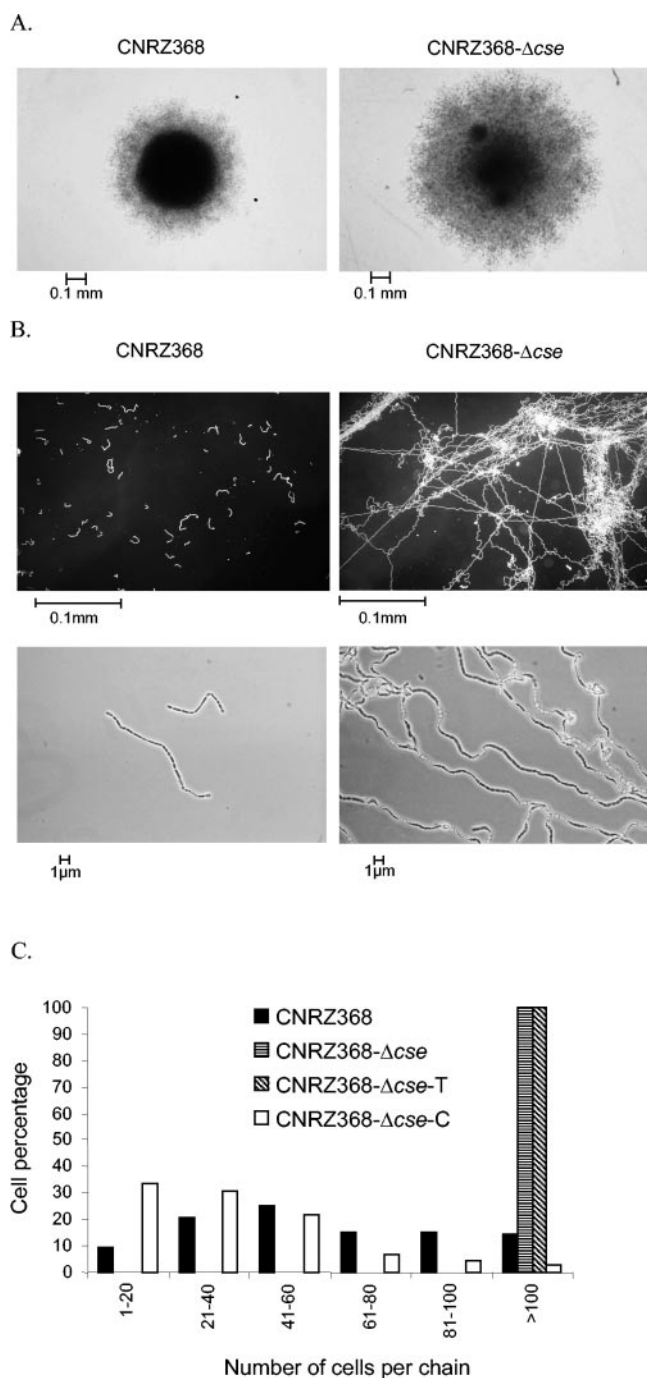 A.
CNRZ368 CNRZ368-Δcse
0.1 mm 0.1 mm
B.
CNRZ368 CNRZ368-Δcse
0.1mm 0.1mm
1µm 1µm
C.
100
90
80
70
60
50
40
30
20
10
0
Cell percentage
CNRZ368
CNRZ368-Δcse
CNRZ368-Δcse-T
CNRZ368-Δcse-C
1-20 21-40 41-60 61-80 81-100 >100
Number of cells per chain